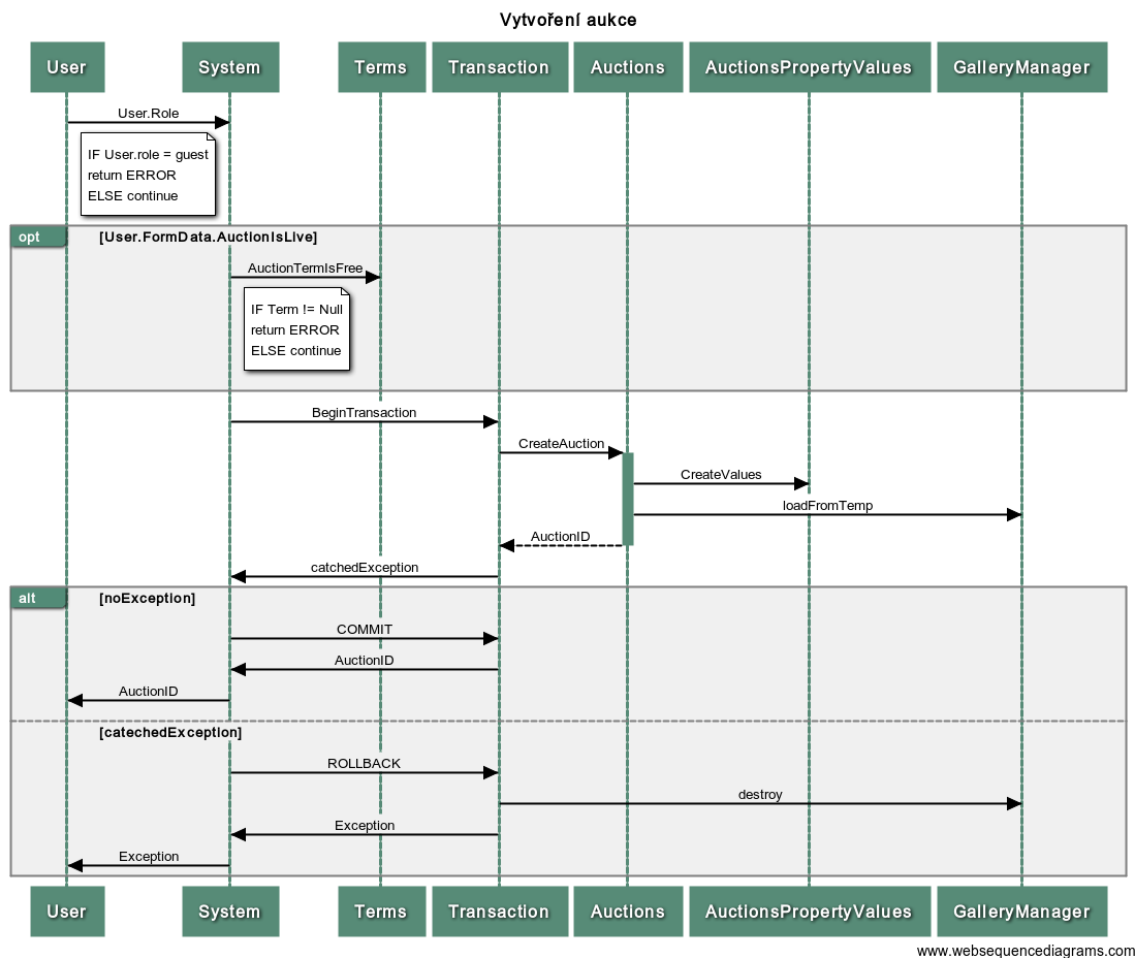 Vytvoření aukce
User
System
Terms
Transaction
Auctions
AuctionsPropertyValues
GalleryManager
User.Role
IF User.role = guest
return ERROR
ELSE continue
opt
[User.FormData.AuctionIsLive]
AuctionTermIsFree
IF Term != Null
return ERROR
ELSE continue
BeginTransaction
CreateAuction
CreateValues
loadFromTemp
AuctionID
catchedException
alt
[noException]
COMMIT
AuctionID
AuctionID
[catechedException]
ROLLBACK
destroy
Exception
Exception
User
System
Terms
Transaction
Auctions
AuctionsPropertyValues
GalleryManager
www.websequencediagrams.com